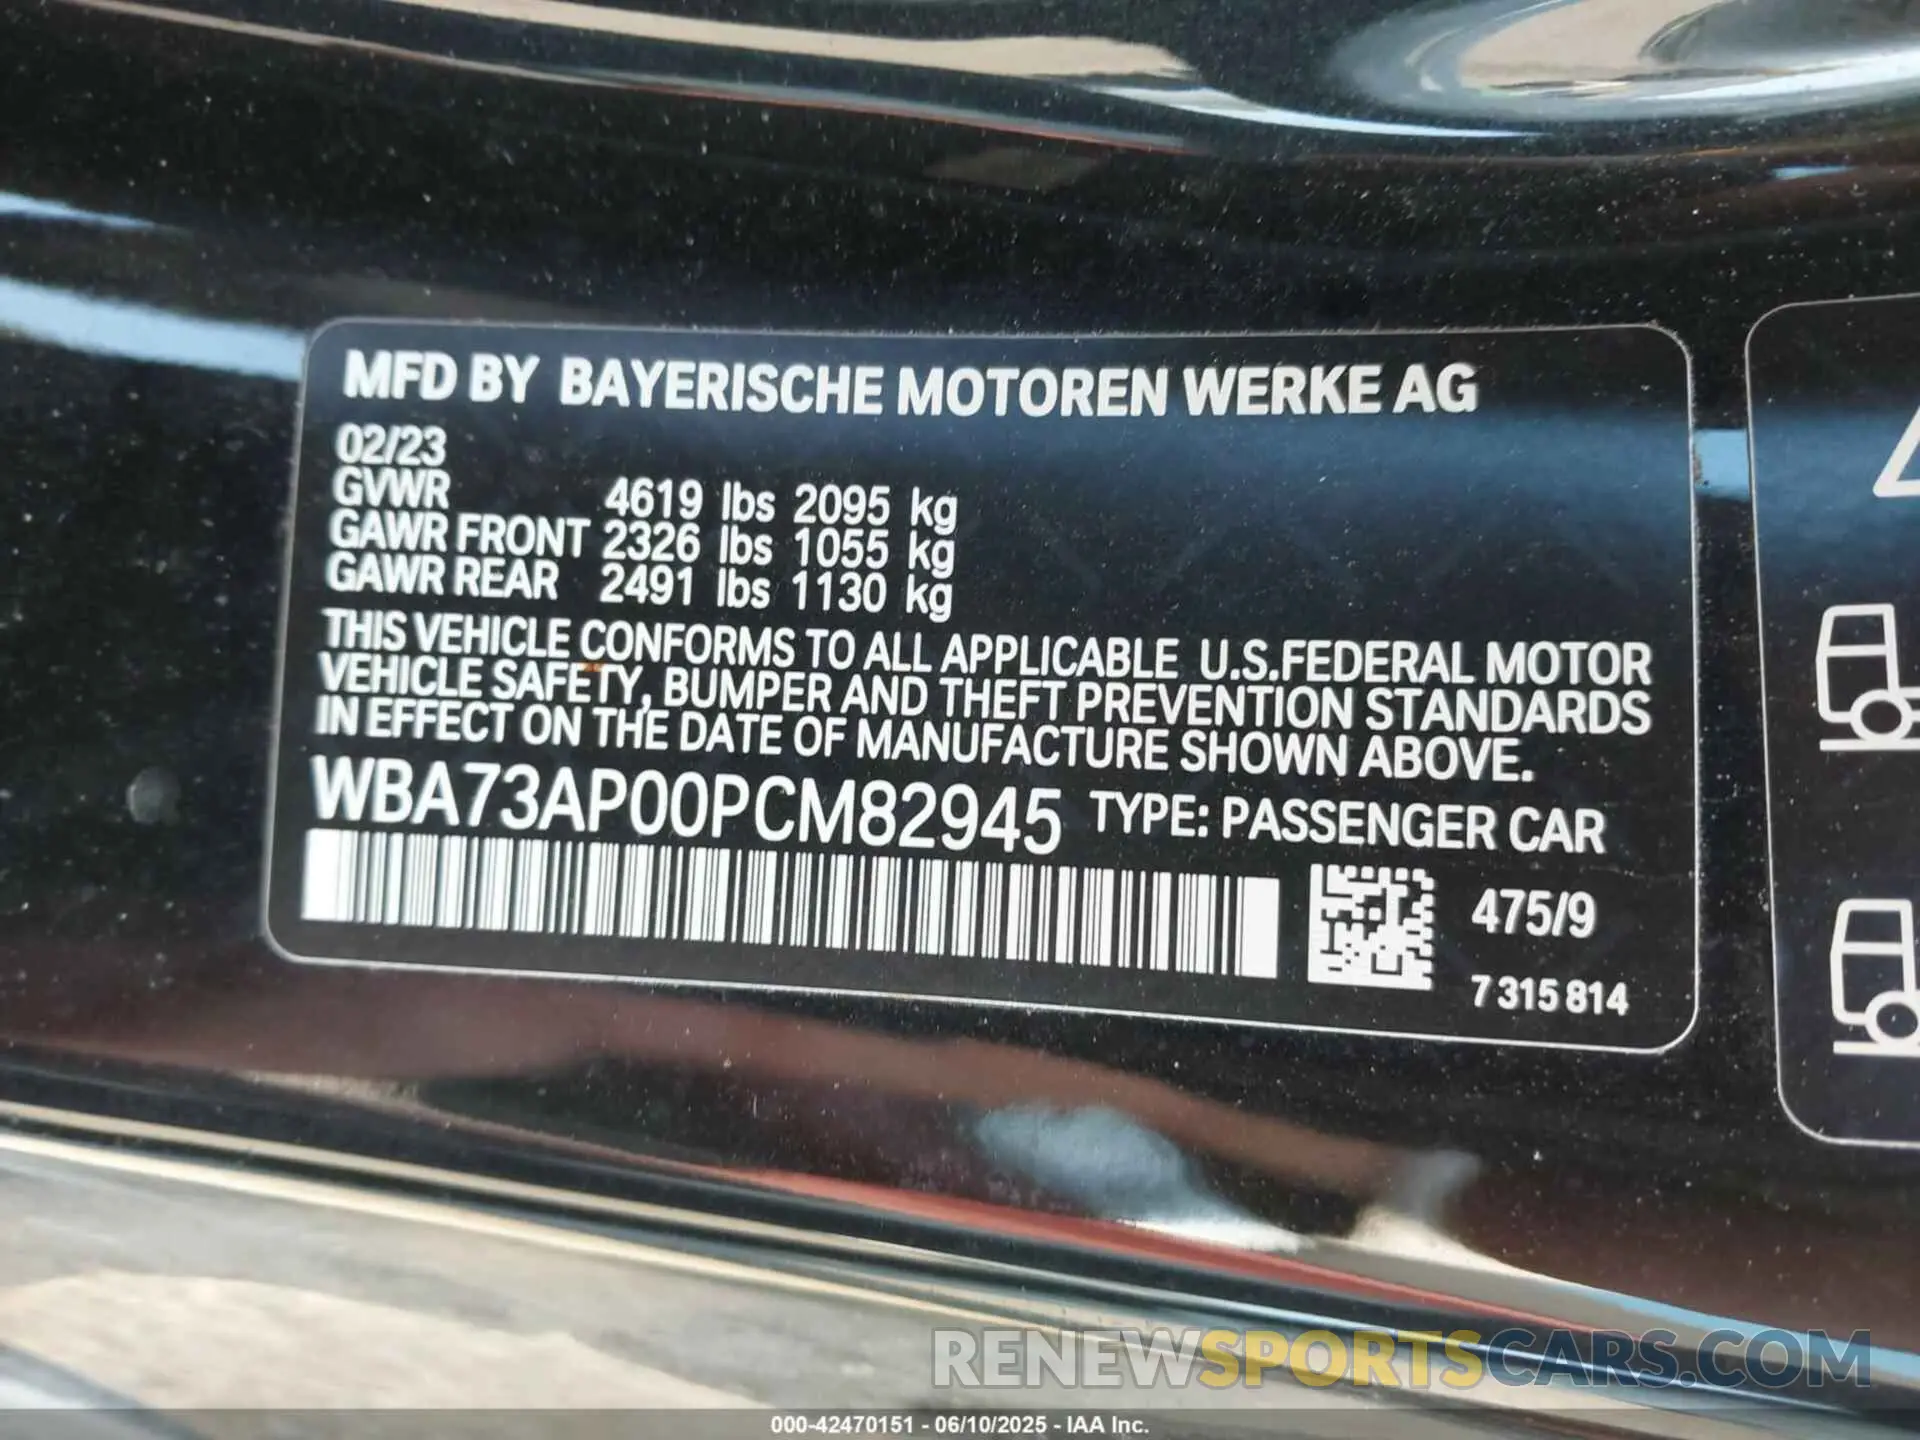 MFD BY BAYERISCHE MOTOREN WERKE AG
02/23
GVWR 4619 lbs 2095 kg
GAWR FRONT 2326 lbs 1055 kg
GAWR REAR 2491 lbs 1130 kg
THIS VEHICLE CONFORMS TO ALL APPLICABLE U.S.FEDERAL MOTOR
VEHICLE SAFETY, BUMPER AND THEFT PREVENTION STANDARDS
IN EFFECT ON THE DATE OF MANUFACTURE SHOWN ABOVE.
WBA73AP00PCM82945 TYPE: PASSENGER CAR
475/9
7 315 814
RENEWSPORTSCARS.COM
000-42470151 - 06/10/2025 - IAA Inc.